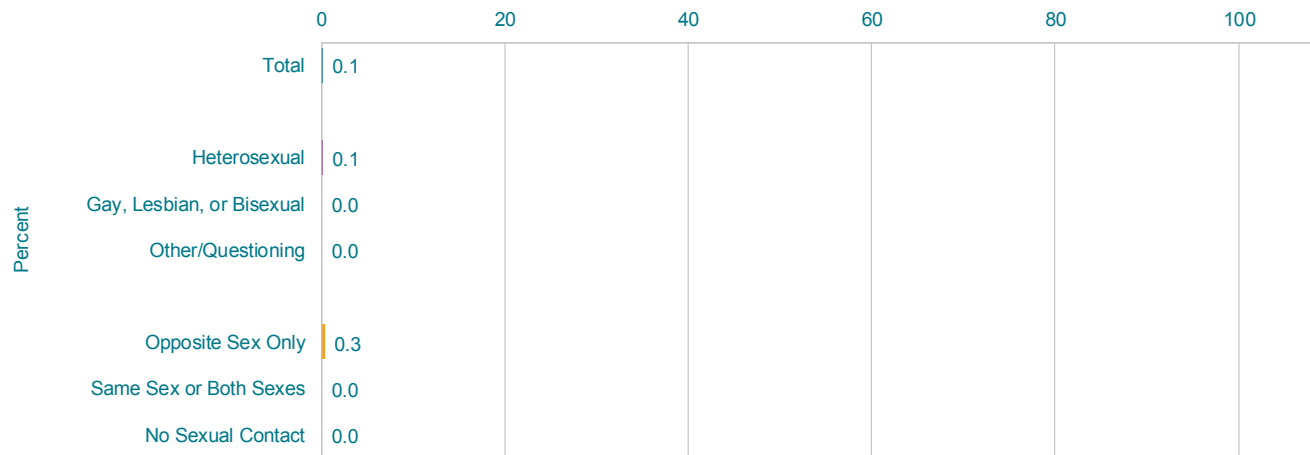 0 20 40 60 80 100
Total 0.1
Heterosexual 0.1
Gay, Lesbian, or Bisexual 0.0
Other/Questioning 0.0
Percent
Opposite Sex Only 0.3
Same Sex or Both Sexes 0.0
No Sexual Contact 0.0